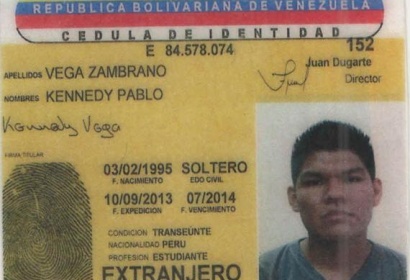 REPUBLICA BOLIVARIANA DE VENEZUELA
CEDULA DE IDENTIDAD
E 84.578.074
152
Juan Dugarte
Director
APELLIDOS VEGA ZAMBRANO
NOMBRES KENNEDY PABLO
Kennedy Vega
FIRMA TITULAR
03/02/1995 SOLTERO
F. NACIMIENTO EDO CIVIL
10/09/2013 07/2014
F. EXPEDICION F. VENCIMIENTO
CONDICION TRANSEÚNTE
NACIONALIDAD PERU
PROFESION ESTUDIANTE
EXTRANJERO